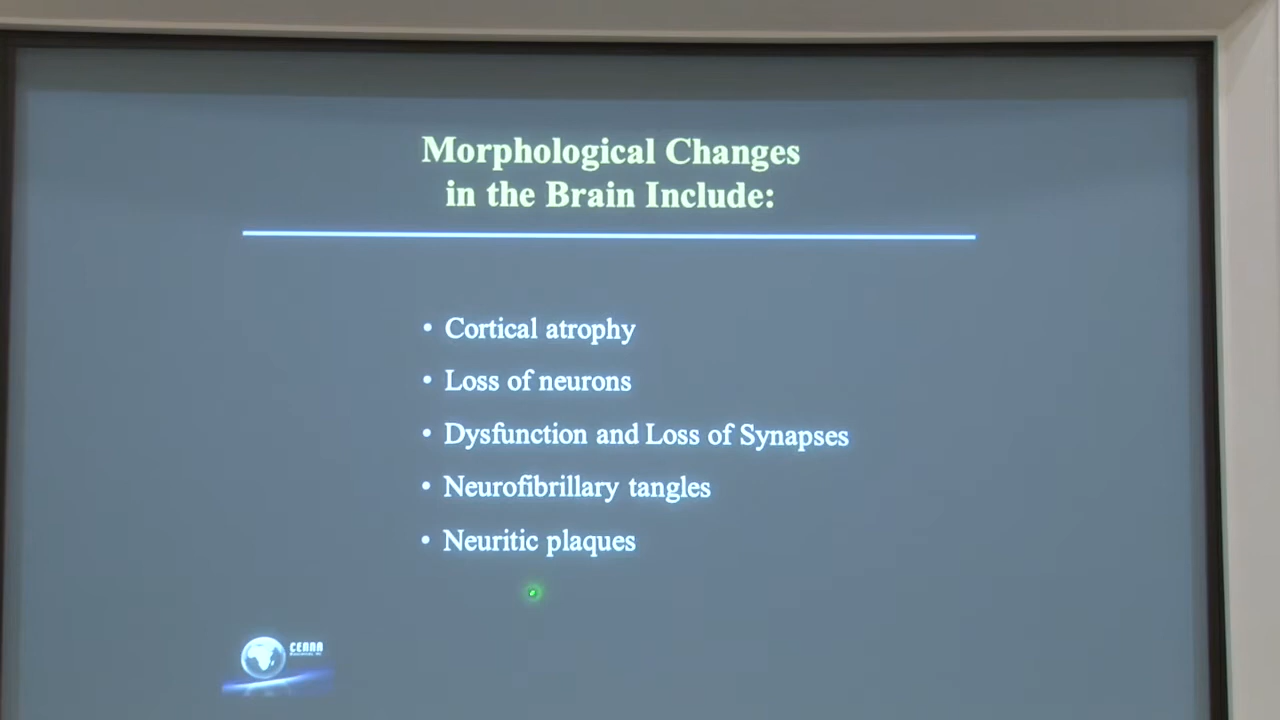 Morphological Changes
in the Brain Include:
• Cortical atrophy
• Loss of neurons
• Dysfunction and Loss of Synapses
• Neurofibrillary tangles
• Neuritic plaques